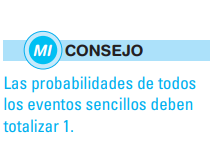 MI CONSEJO
Las probabilidades de todos
los eventos sencillos deben
totalizar 1.